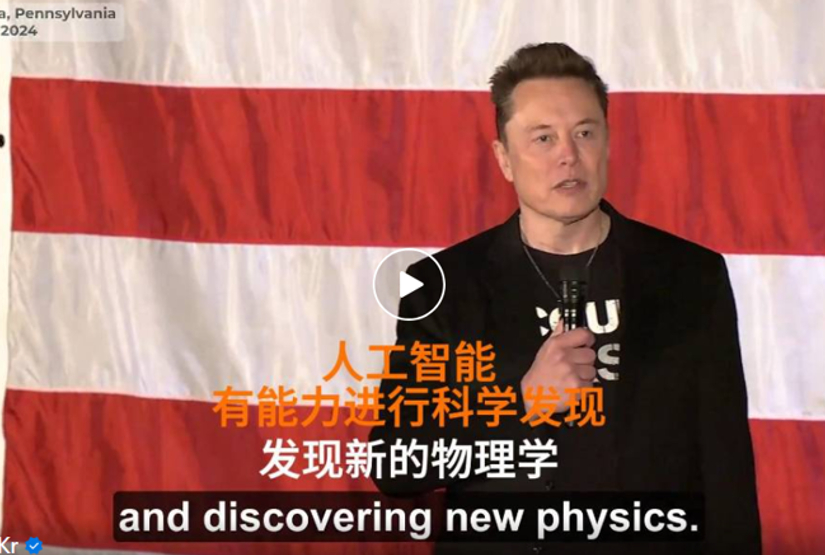 a, Pennsylvania
2024
人工智能
有能力进行科学发现
发现新的物理学
and discovering new physics.
Kr